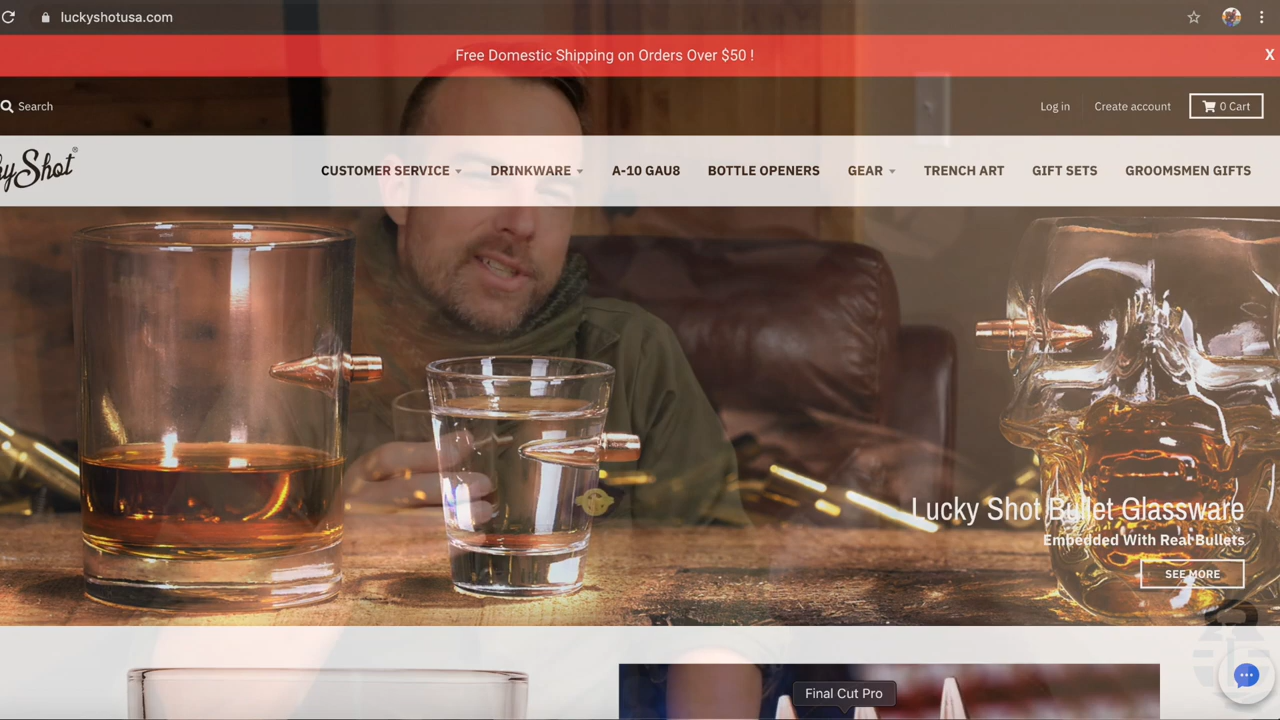 luckyshotusa.com
Free Domestic Shipping on Orders Over $50 !
X
Search
Log in
Create account
0 Cart
Shot®
CUSTOMER SERVICE
DRINKWARE
A-10 GAU8
BOTTLE OPENERS
GEAR
TRENCH ART
GIFT SETS
GROOMSMEN GIFTS
Lucky Shot Bullet Glassware
Embedded With Real Bullets
SEE MORE
Final Cut Pro